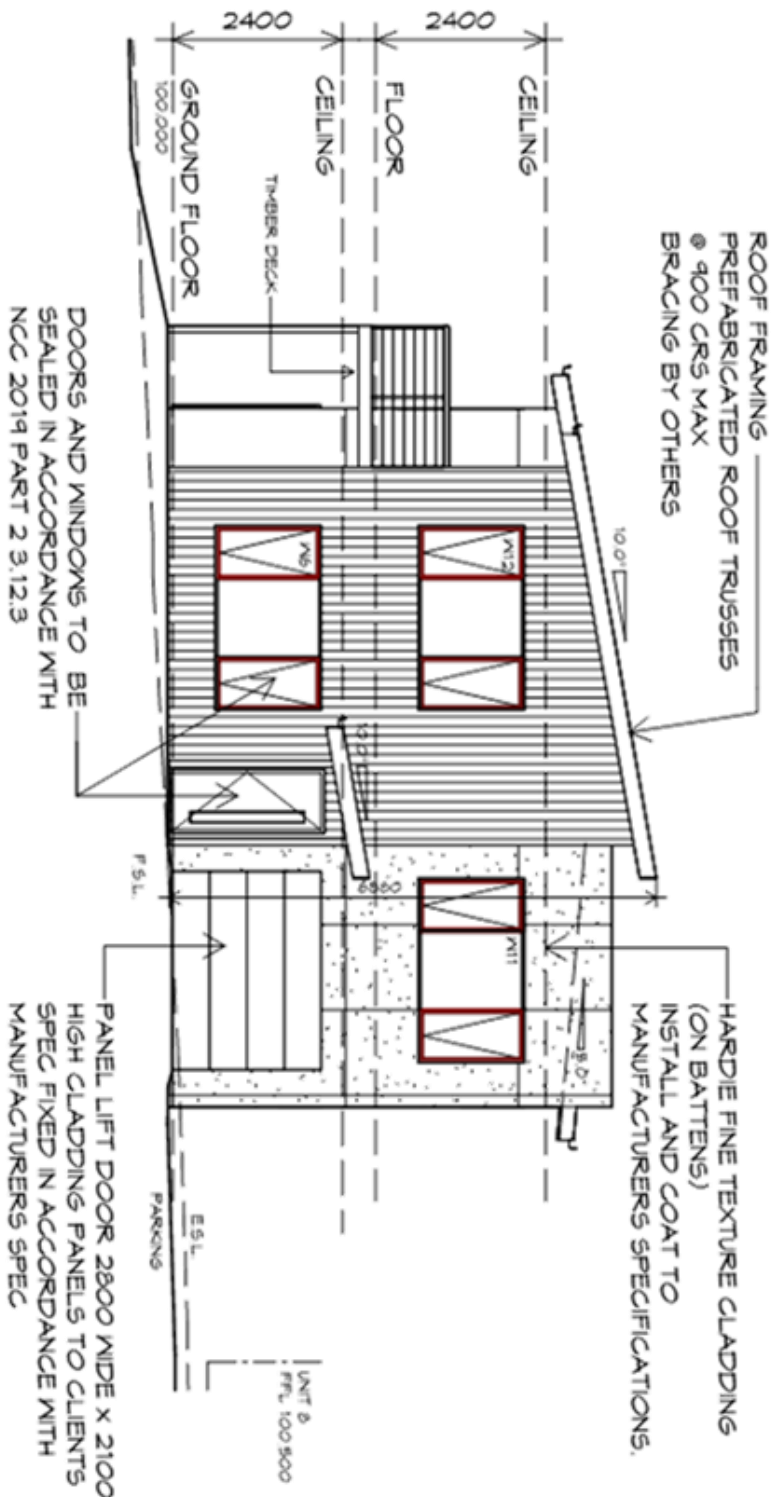 ROOF FRAMING
PREFABRICATED ROOF TRUSSES
@ 900 CRS MAX
BRACING BY OTHERS
HARDIE FINE TEXTURE CLADDING
(ON BATTENS)
INSTALL AND COAT TO
MANUFACTURERS SPECIFICATIONS.
10.0°
CEILING
2400
FLOOR
CEILING
2400
GROUND FLOOR
100.000
TIMBER DECK
W12
W11
W6
10.0°
UNIT 8
FFL 100.500
E.S.L.
PARKING
F.S.L.
DOORS AND WINDOWS TO BE
SEALED IN ACCORDANCE WITH
NCC 2019 PART 2 3.12.3
PANEL LIFT DOOR 2800 WIDE x 2100
HIGH CLADDING PANELS TO CLIENTS
SPEC FIXED IN ACCORDANCE WITH
MANUFACTURERS SPEC